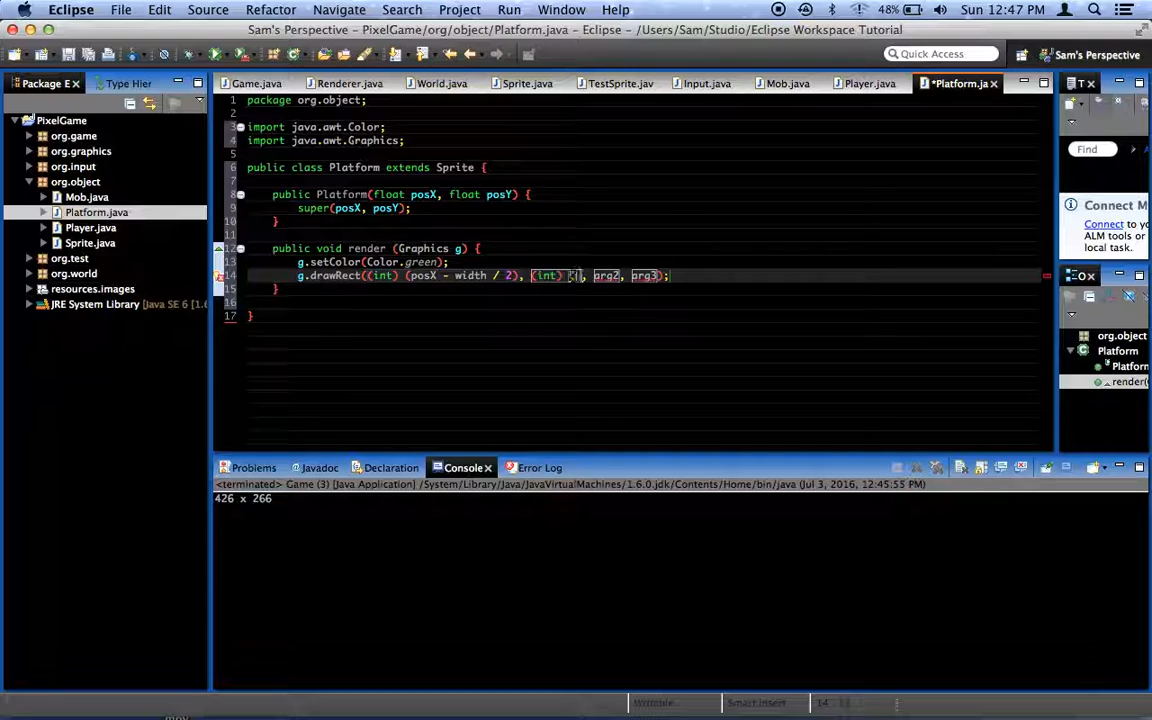 Eclipse File Edit Source Refactor Navigate Search Project Run Window Help 48% Sun 12:47 PM
Sam's Perspective - PixelGame/org/object/Platform.java - Eclipse - /Users/Sam/Studio/Eclipse Workspace Tutorial
Quick Access Sam's Perspective
Package E Type Hier Game.java Renderer.java World.java Sprite.java TestSprite.jav Input.java Mob.java Player.java *Platform.ja T
PixelGame
org.game
org.graphics
org.input
org.object
Mob.java
Platform.java
Player.java
Sprite.java
org.test
org.world
resources.images
JRE System Library [Java SE 6 [1.6
1 package org.object;
2
3 import java.awt.Color;
4 import java.awt.Graphics;
5
6 public class Platform extends Sprite {
7
8 public Platform(float posX, float posY) {
9 super(posX, posY);
10 }
11
12 public void render (Graphics g) {
13 g.setColor(Color.green);
14 g.drawRect((int) (posX - width / 2), (int) (), arg2, arg3);
15 }
16
17 }
Find
Connect M
Connect to yo
ALM tools or
local task.
O
org.object
Platform
Platform
render(
Problems Javadoc Declaration Console Error Log
<terminated> Game (3) [Java Application] /System/Library/Java/JavaVirtualMachines/1.6.0.jdk/Contents/Home/bin/java (Jul 3, 2016, 12:45:55 PM)
426 x 266
Writable Smart Insert 14